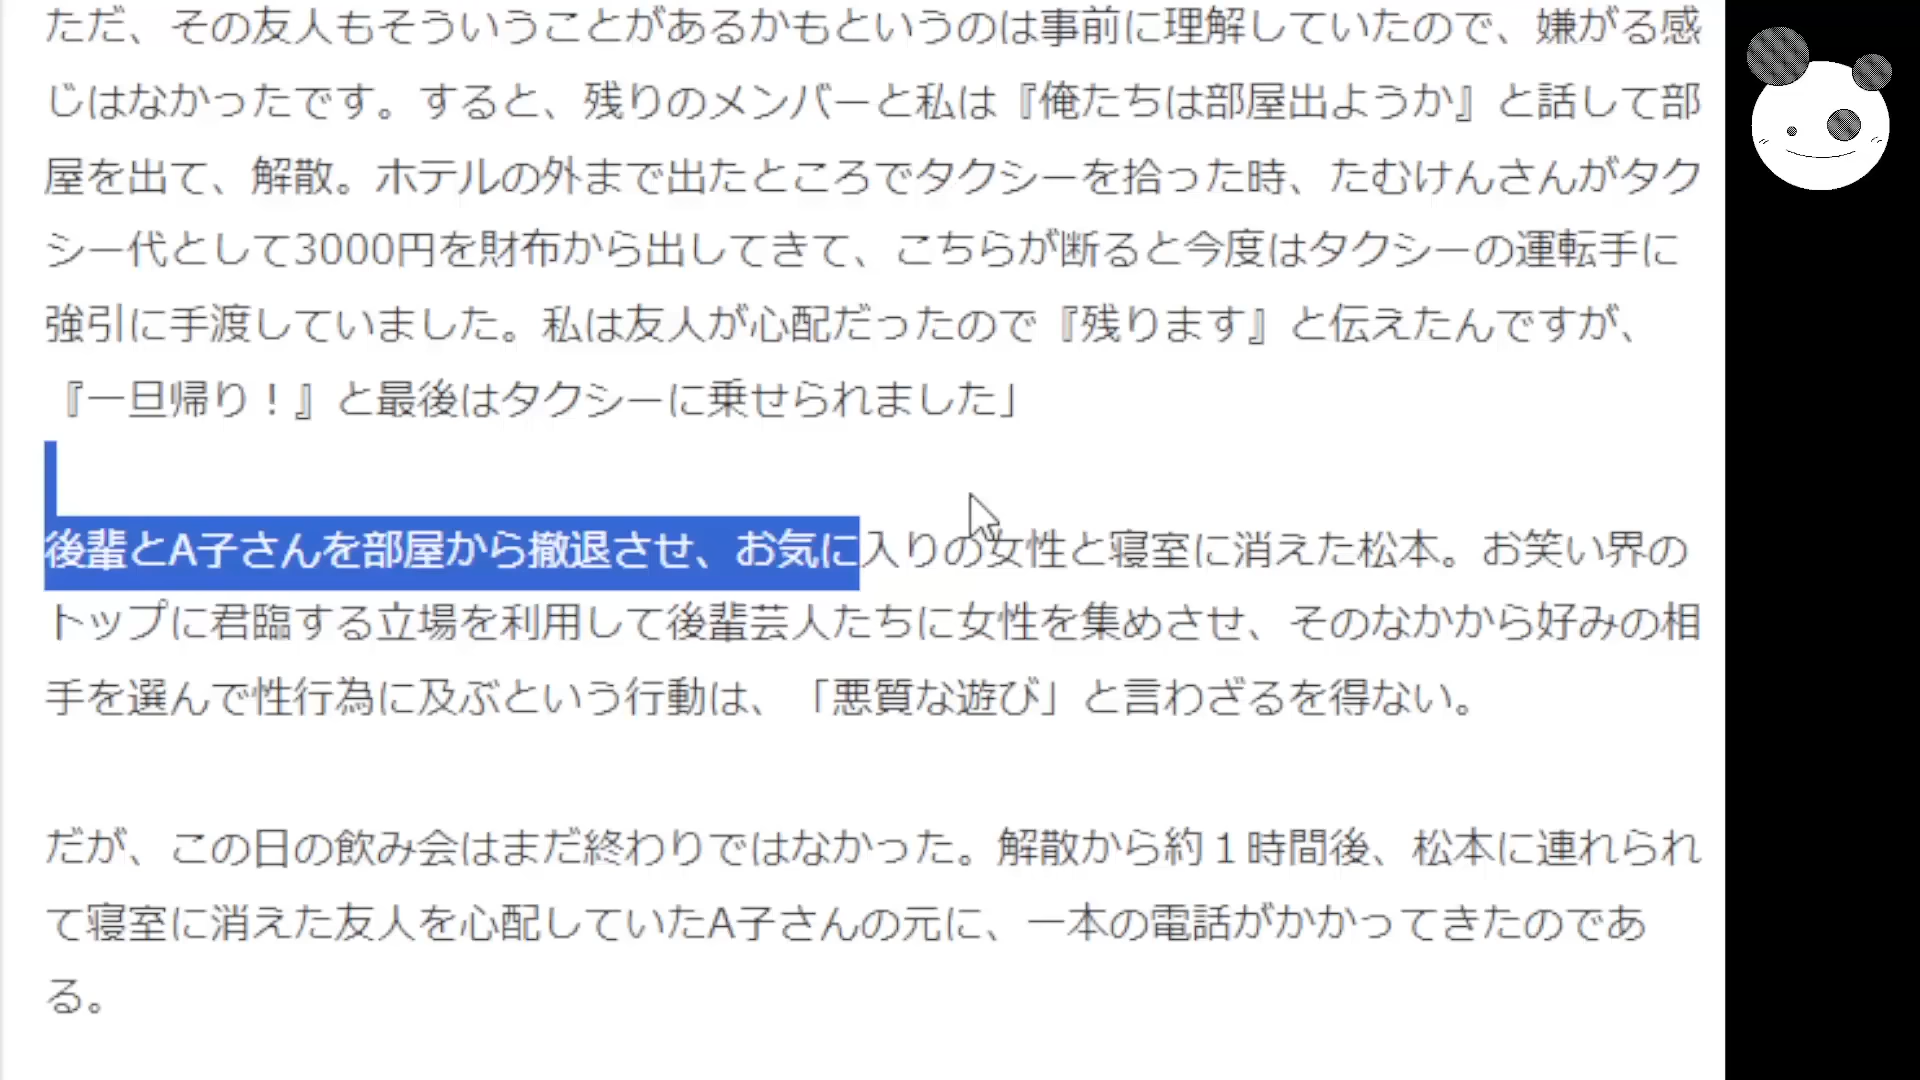 ただ、その友人もそういうことがあるかもというのは事前に理解していたので、嫌がる感
じはなかったです。すると、残りのメンバーと私は『俺たちは部屋出ようか』と話して部
屋を出て、解散。ホテルの外まで出たところでタクシーを拾った時、たむけんさんがタク
シー代として3000円を財布から出してきて、こちらが断ると今度はタクシーの運転手に
強引に手渡していました。私は友人が心配だったので『残ります』と伝えたんですが、
『一旦帰り！』と最後はタクシーに乗せられました」
後輩とA子さんを部屋から撤退させ、お気に入りの女性と寝室に消えた松本。お笑い界の
トップに君臨する立場を利用して後輩芸人たちに女性を集めさせ、そのなかから好みの相
手を選んで性行為に及ぶという行動は、「悪質な遊び」と言わざるを得ない。
だが、この日の飲み会はまだ終わりではなかった。解散から約１時間後、松本に連れられ
て寝室に消えた友人を心配していたA子さんの元に、一本の電話がかかってきたのであ
る。